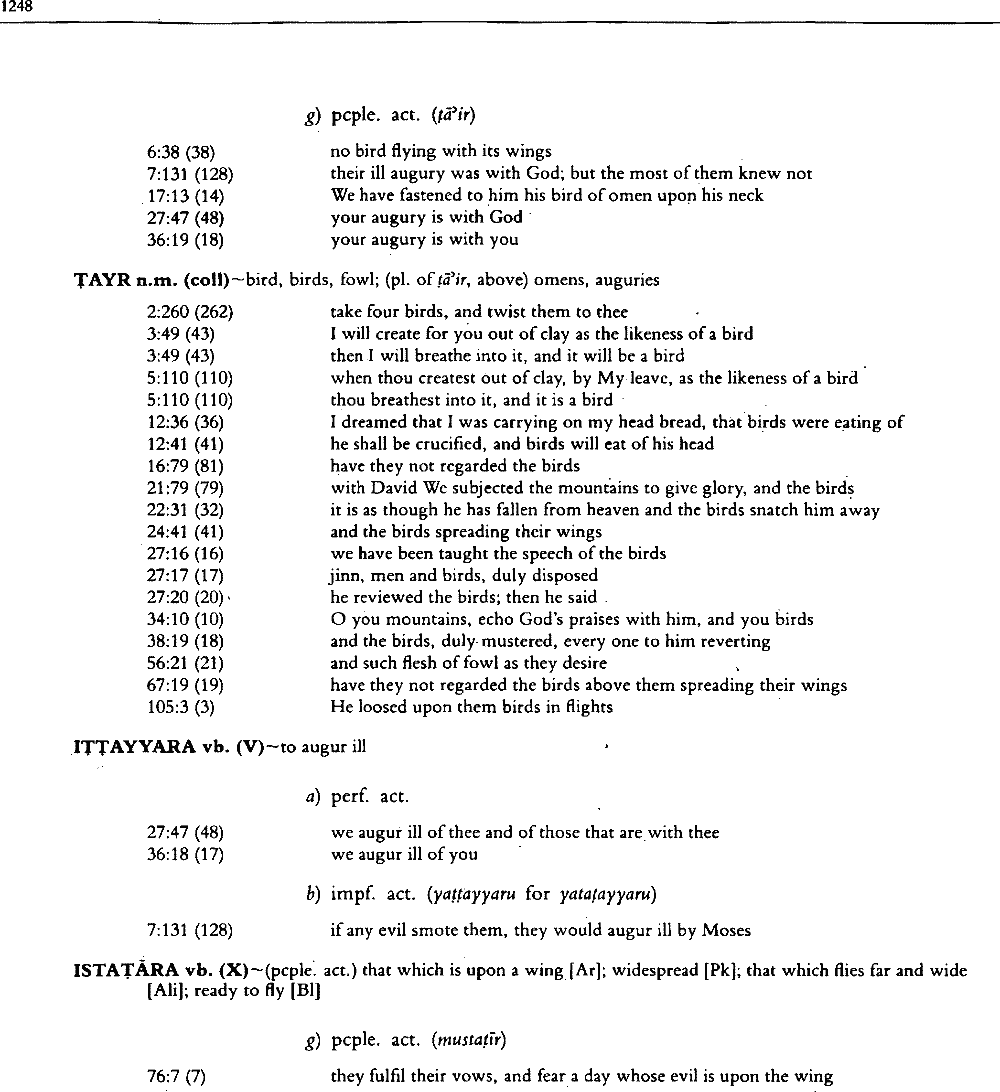 1248
g) pcple. act. (ṭāʾir)
6:38 (38) no bird flying with its wings
7:131 (128) their ill augury was with God; but the most of them knew not
17:13 (14) We have fastened to him his bird of omen upon his neck
27:47 (48) your augury is with God
36:19 (18) your augury is with you
ṬAYR n.m. (coll)~bird, birds, fowl; (pl. of ṭāʾir, above) omens, auguries
2:260 (262) take four birds, and twist them to thee
3:49 (43) I will create for you out of clay as the likeness of a bird
3:49 (43) then I will breathe into it, and it will be a bird
5:110 (110) when thou createst out of clay, by My leave, as the likeness of a bird
5:110 (110) thou breathest into it, and it is a bird
12:36 (36) I dreamed that I was carrying on my head bread, that birds were eating of
12:41 (41) he shall be crucified, and birds will eat of his head
16:79 (81) have they not regarded the birds
21:79 (79) with David We subjected the mountains to give glory, and the birds
22:31 (32) it is as though he has fallen from heaven and the birds snatch him away
24:41 (41) and the birds spreading their wings
27:16 (16) we have been taught the speech of the birds
27:17 (17) jinn, men and birds, duly disposed
27:20 (20) he reviewed the birds; then he said
34:10 (10) O you mountains, echo God's praises with him, and you birds
38:19 (18) and the birds, duly mustered, every one to him reverting
56:21 (21) and such flesh of fowl as they desire
67:19 (19) have they not regarded the birds above them spreading their wings
105:3 (3) He loosed upon them birds in flights
IṬṬAYYARA vb. (V)~to augur ill
a) perf. act.
27:47 (48) we augur ill of thee and of those that are with thee
36:18 (17) we augur ill of you
b) impf. act. (yaṭṭayyaru for yataṭayyaru)
7:131 (128) if any evil smote them, they would augur ill by Moses
ISTAṬĀRA vb. (X)~(pcple. act.) that which is upon a wing [Ar]; widespread [Pk]; that which flies far and wide
[Ali]; ready to fly [Bl]
g) pcple. act. (mustaṭīr)
76:7 (7) they fulfil their vows, and fear a day whose evil is upon the wing